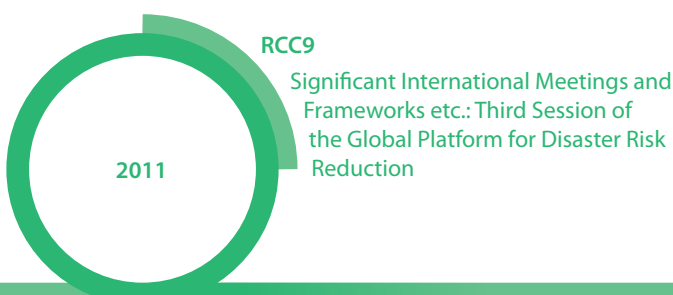 RCC9
Significant International Meetings and
Frameworks etc.: Third Session of
the Global Platform for Disaster Risk
Reduction
2011